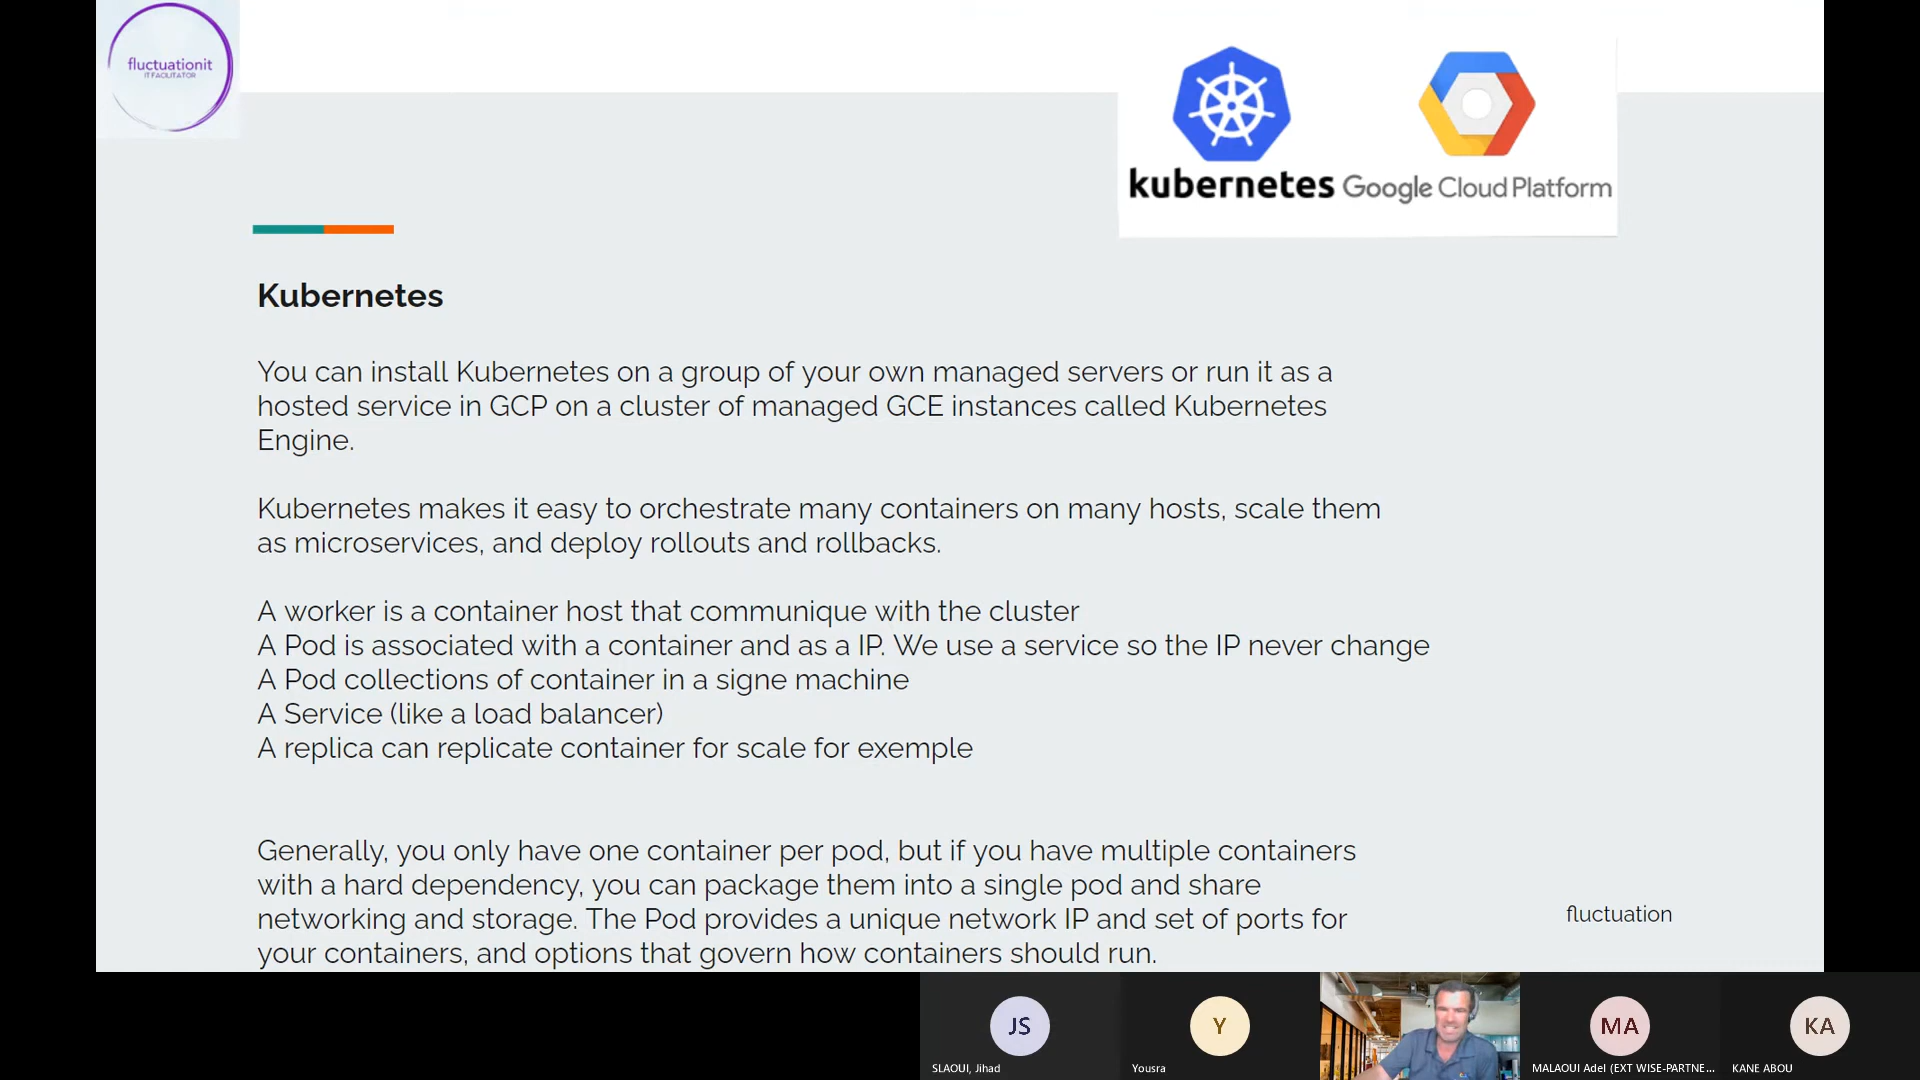 fluctuationit
IT FACILITATOR
kubernetes
Google Cloud Platform
Kubernetes
You can install Kubernetes on a group of your own managed servers or run it as a
hosted service in GCP on a cluster of managed GCE instances called Kubernetes
Engine.
Kubernetes makes it easy to orchestrate many containers on many hosts, scale them
as microservices, and deploy rollouts and rollbacks.
A worker is a container host that communique with the cluster
A Pod is associated with a container and as a IP. We use a service so the IP never change
A Pod collections of container in a signe machine
A Service (like a load balancer)
A replica can replicate container for scale for exemple
Generally, you only have one container per pod, but if you have multiple containers
with a hard dependency, you can package them into a single pod and share
networking and storage. The Pod provides a unique network IP and set of ports for
your containers, and options that govern how containers should run.
fluctuation
JS
Y
MA
KA
SLAOUI, Jihad
Yousra
MALAOUI Adel (EXT WISE-PARTNE...
KANE ABOU